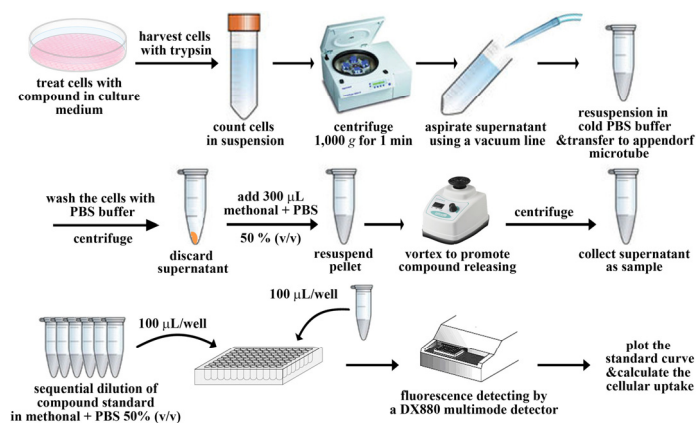 harvest cells
with trypsin
treat cells with
compound in culture
medium
count cells
in suspension
centrifuge
1,000 g for 1 min
aspirate supernatant
using a vacuum line
resuspension in
cold PBS buffer
&transfer to appendorf
microtube
wash the cells with
PBS buffer
centrifuge
discard
supernatant
add 300 μL
methonal + PBS
50 % (v/v)
resuspend
pellet
vortex to promote
compound releasing
centrifuge
collect supernatant
as sample
sequential dilution of
compound standard
in methonal + PBS 50% (v/v)
100 μL/well
100 μL/well
fluorescence detecting by
a DX880 multimode detector
plot the
standard curve
&calculate the
cellular uptake